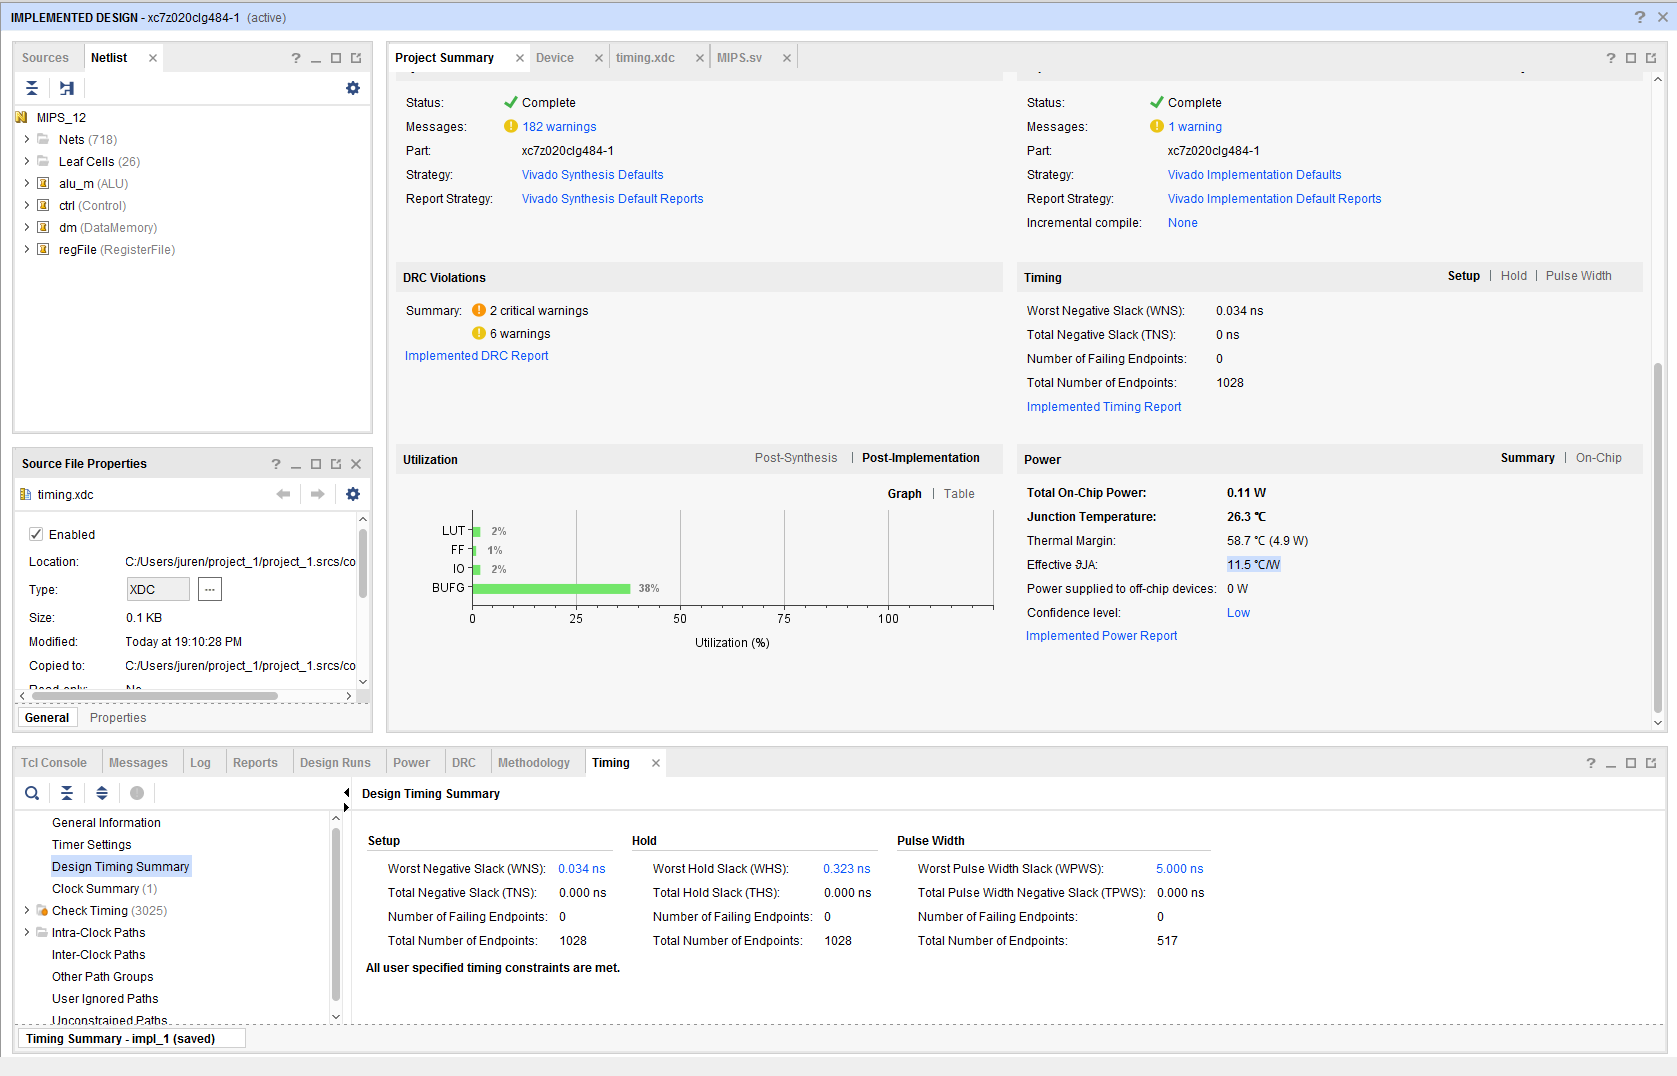 IMPLEMENTED DESIGN - xc7z020clg484-1 (active)
Sources
Netlist
MIPS_12
Nets (718)
Leaf Cells (26)
alu_m (ALU)
ctrl (Control)
dm (DataMemory)
regFile (RegisterFile)
Source File Properties
timing.xdc
Enabled
Location: C:/Users/juren/project_1/project_1.srcs/co
Type: XDC ...
Size: 0.1 KB
Modified: Today at 19:10:28 PM
Copied to: C:/Users/juren/project_1/project_1.srcs/co
Read-only: No
General Properties
Project Summary Device timing.xdc MIPS.sv
Status: Complete
Messages: 182 warnings
Part: xc7z020clg484-1
Strategy: Vivado Synthesis Defaults
Report Strategy: Vivado Synthesis Default Reports
Status: Complete
Messages: 1 warning
Part: xc7z020clg484-1
Strategy: Vivado Implementation Defaults
Report Strategy: Vivado Implementation Default Reports
Incremental compile: None
DRC Violations
Summary: 2 critical warnings
6 warnings
Implemented DRC Report
Timing Setup | Hold | Pulse Width
Worst Negative Slack (WNS): 0.034 ns
Total Negative Slack (TNS): 0 ns
Number of Failing Endpoints: 0
Total Number of Endpoints: 1028
Implemented Timing Report
Utilization Post-Synthesis | Post-Implementation
Graph | Table
LUT 2%
FF 1%
IO 2%
BUFG 38%
0 25 50 75 100
Utilization (%)
Power Summary | On-Chip
Total On-Chip Power: 0.11 W
Junction Temperature: 26.3 °C
Thermal Margin: 58.7 °C (4.9 W)
Effective ϑJA: 11.5 °C/W
Power supplied to off-chip devices: 0 W
Confidence level: Low
Implemented Power Report
Tcl Console Messages Log Reports Design Runs Power DRC Methodology Timing
General Information
Timer Settings
Design Timing Summary
Clock Summary (1)
Check Timing (3025)
Intra-Clock Paths
Inter-Clock Paths
Other Path Groups
User Ignored Paths
Unconstrained Paths
Design Timing Summary
Setup
Worst Negative Slack (WNS): 0.034 ns
Total Negative Slack (TNS): 0.000 ns
Number of Failing Endpoints: 0
Total Number of Endpoints: 1028
Hold
Worst Hold Slack (WHS): 0.323 ns
Total Hold Slack (THS): 0.000 ns
Number of Failing Endpoints: 0
Total Number of Endpoints: 1028
Pulse Width
Worst Pulse Width Slack (WPWS): 5.000 ns
Total Pulse Width Negative Slack (TPWS): 0.000 ns
Number of Failing Endpoints: 0
Total Number of Endpoints: 517
All user specified timing constraints are met.
Timing Summary - impl_1 (saved)